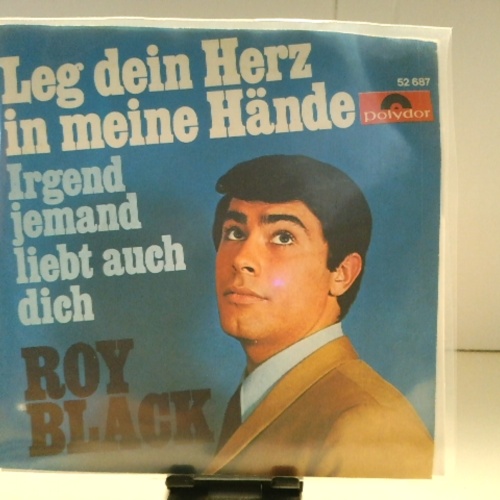 Leg dein Herz
in meine Hände
52 687
polydor
Irgend
jemand
liebt auch
dich
ROY
BLACK